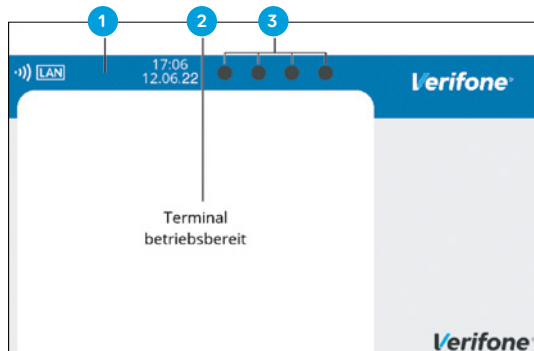 1 2 3
LAN
17:06
12.06.22
Verifone
Terminal
betriebsbereit
Verifone